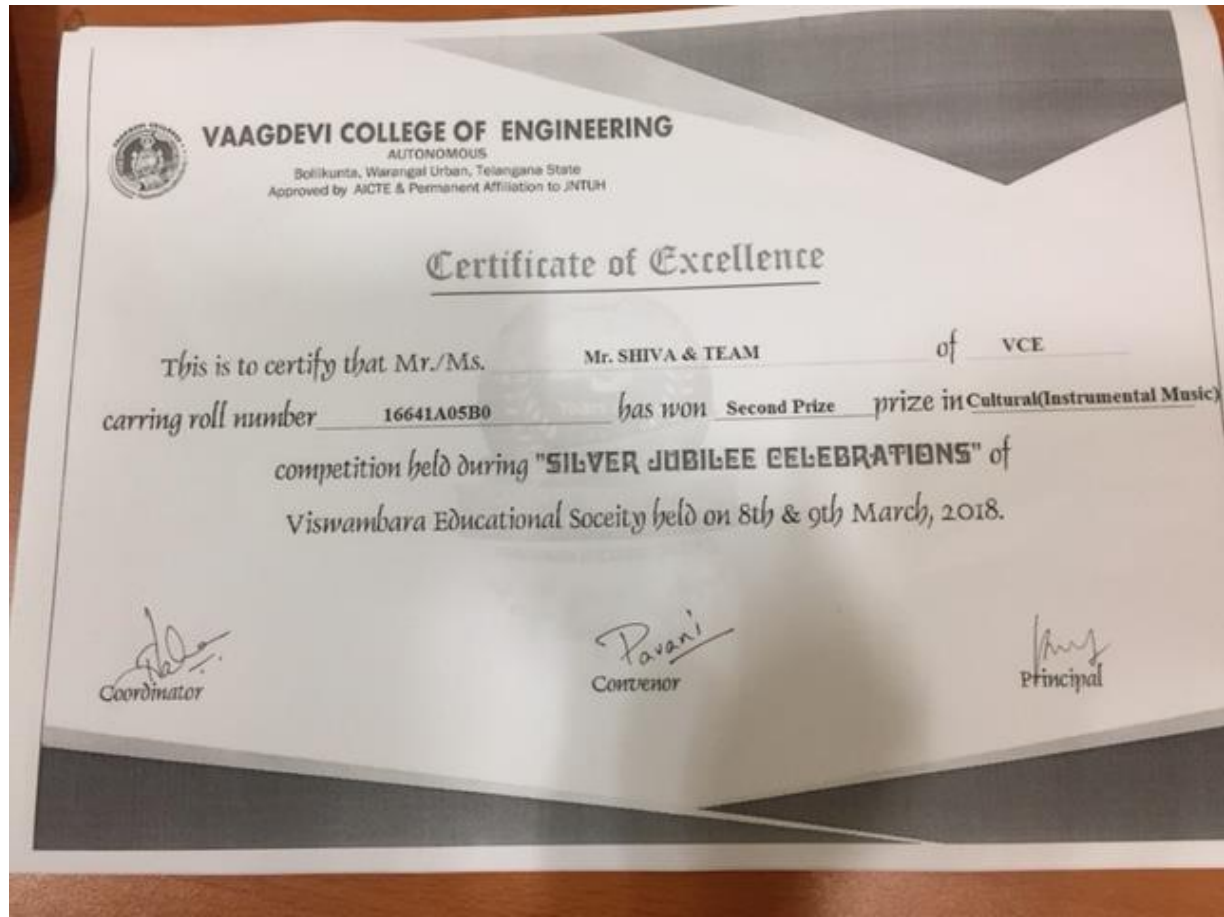 VAAGDEVI COLLEGE OF ENGINEERING
AUTONOMOUS
Bollikunta, Warangal Urban, Telangana State
Approved by AICTE & Permanent Affiliation to JNTUH
Certificate of Excellence
This is to certify that Mr./Ms. Mr. SHIVA & TEAM of VCE
carring roll number 16641A05B0 has won Second Prize prize in Cultural(Instrumental Music)
competition held during "SILVER JUBILEE CELEBRATIONS" of
Viswambara Educational Soceity held on 8th & 9th March, 2018.
Pavani
Coordinator Convenor Principal